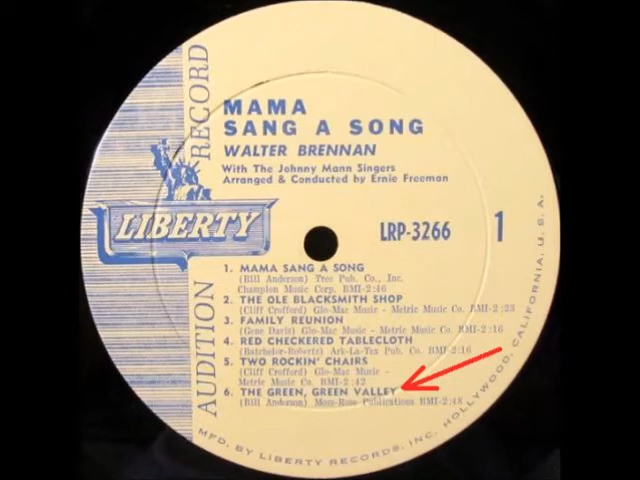 AUDITION RECORD
LIBERTY
MAMA
SANG A SONG
WALTER BRENNAN
With The Johnny Mann Singers
Arranged & Conducted by Ernie Freeman
LRP-3266
1
1. MAMA SANG A SONG
(Bill Anderson) Tree Pub. Co., Inc.
Champion Music Corp. BMI-2:46
2. THE OLE BLACKSMITH SHOP
(Cliff Crofford) Glo-Mac Music - Metric Music Co. BMI-2:23
3. FAMILY REUNION
(Gene Davis) Glo-Mac Music - Metric Music Co. BMI-2:16
4. RED CHECKERED TABLECLOTH
(Batchelor-Roberts) Ark-La-Tex Pub. Co. BMI-2:16
5. TWO ROCKIN' CHAIRS
(Cliff Crofford) Glo-Mac Music -
Metric Music Co. BMI-2:42
6. THE GREEN, GREEN VALLEY
(Bill Anderson) Moss-Rose Publications BMI-2:48
MFD. BY LIBERTY RECORDS, INC. HOLLYWOOD, CALIFORNIA, U.S.A.